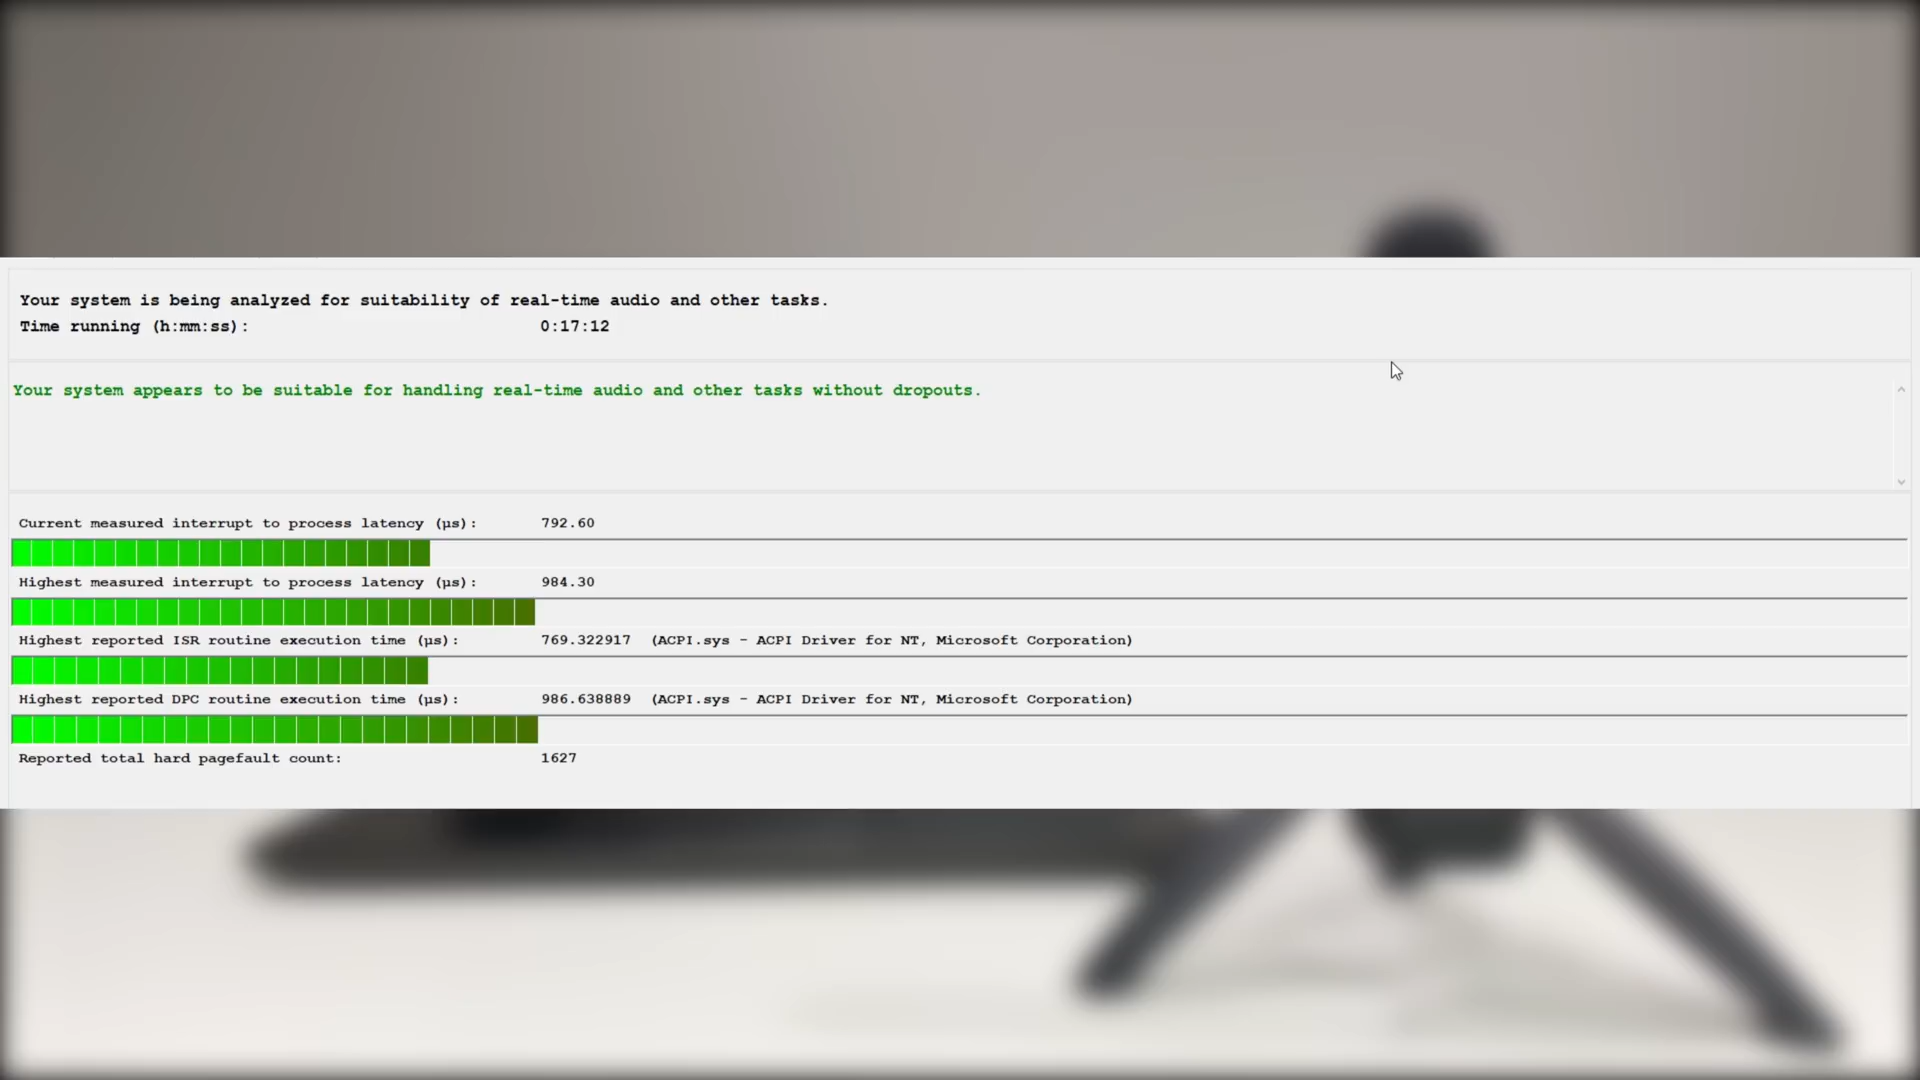 Your system is being analyzed for suitability of real-time audio and other tasks.
Time running (h:mm:ss): 0:17:12
Your system appears to be suitable for handling real-time audio and other tasks without dropouts.
Current measured interrupt to process latency (µs): 792.60
Highest measured interrupt to process latency (µs): 984.30
Highest reported ISR routine execution time (µs): 769.322917 (ACPI.sys - ACPI Driver for NT, Microsoft Corporation)
Highest reported DPC routine execution time (µs): 986.638889 (ACPI.sys - ACPI Driver for NT, Microsoft Corporation)
Reported total hard pagefault count: 1627